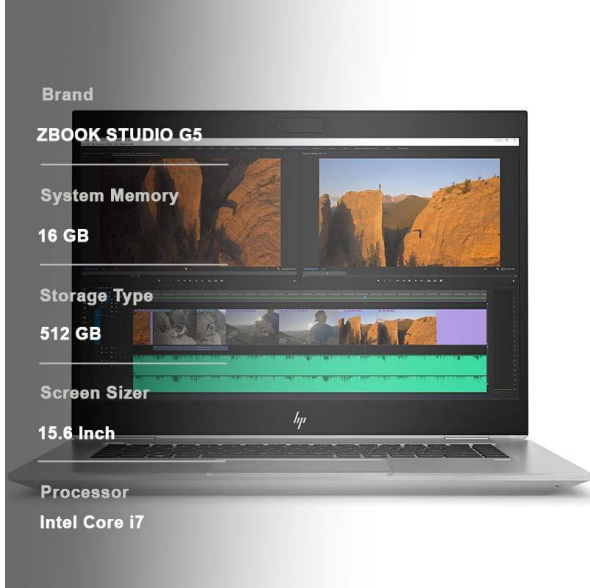 Brand
ZBOOK STUDIO G5
System Memory
16 GB
Storage Type
512 GB
Screen Sizer
15.6 Inch
hp
Processor
Intel Core i7